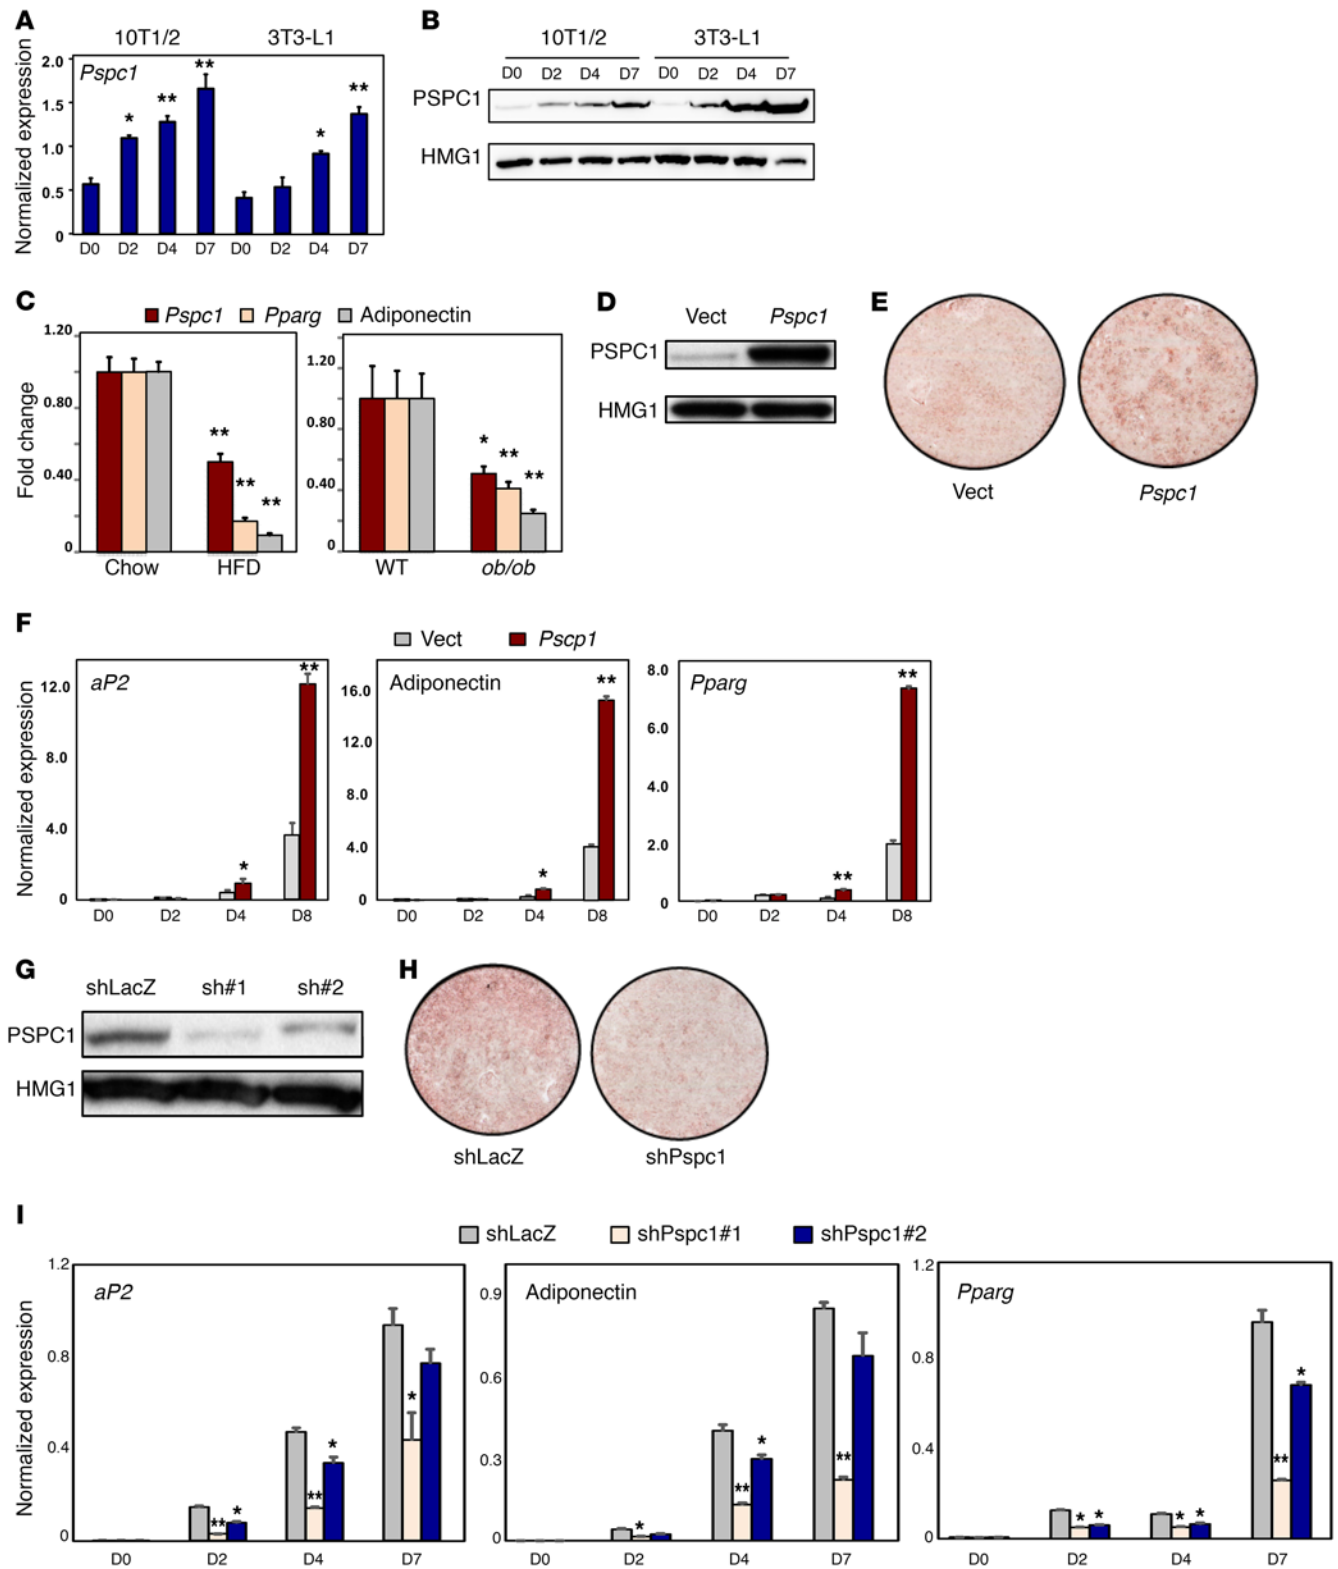 A
10T1/2 3T3-L1
Normalized expression
2.0
1.5
1.0
0.5
0
Pspc1
* ** ** * **
D0 D2 D4 D7 D0 D2 D4 D7
B
10T1/2 3T3-L1
D0 D2 D4 D7 D0 D2 D4 D7
PSPC1
HMG1
C
Pspc1 Pparg Adiponectin
Fold change
1.20
0.80
0.40
0
** ** **
Chow HFD
1.20
0.80
0.40
0
* ** **
WT ob/ob
D
Vect Pspc1
PSPC1
HMG1
E
Vect Pspc1
F
Vect Pscp1
Normalized expression
aP2
12.0
8.0
4.0
0
* **
D0 D2 D4 D8
Adiponectin
16.0
12.0
8.0
4.0
0
* **
D0 D2 D4 D8
Pparg
8.0
6.0
4.0
2.0
0
** **
D0 D2 D4 D8
G
shLacZ sh#1 sh#2
PSPC1
HMG1
H
shLacZ shPspc1
I
shLacZ shPspc1#1 shPspc1#2
Normalized expression
aP2
1.2
0.8
0.4
0
** * ** * *
D0 D2 D4 D7
Adiponectin
0.9
0.6
0.3
0
* ** * **
D0 D2 D4 D7
Pparg
1.2
0.8
0.4
0
* * * * ** *
D0 D2 D4 D7